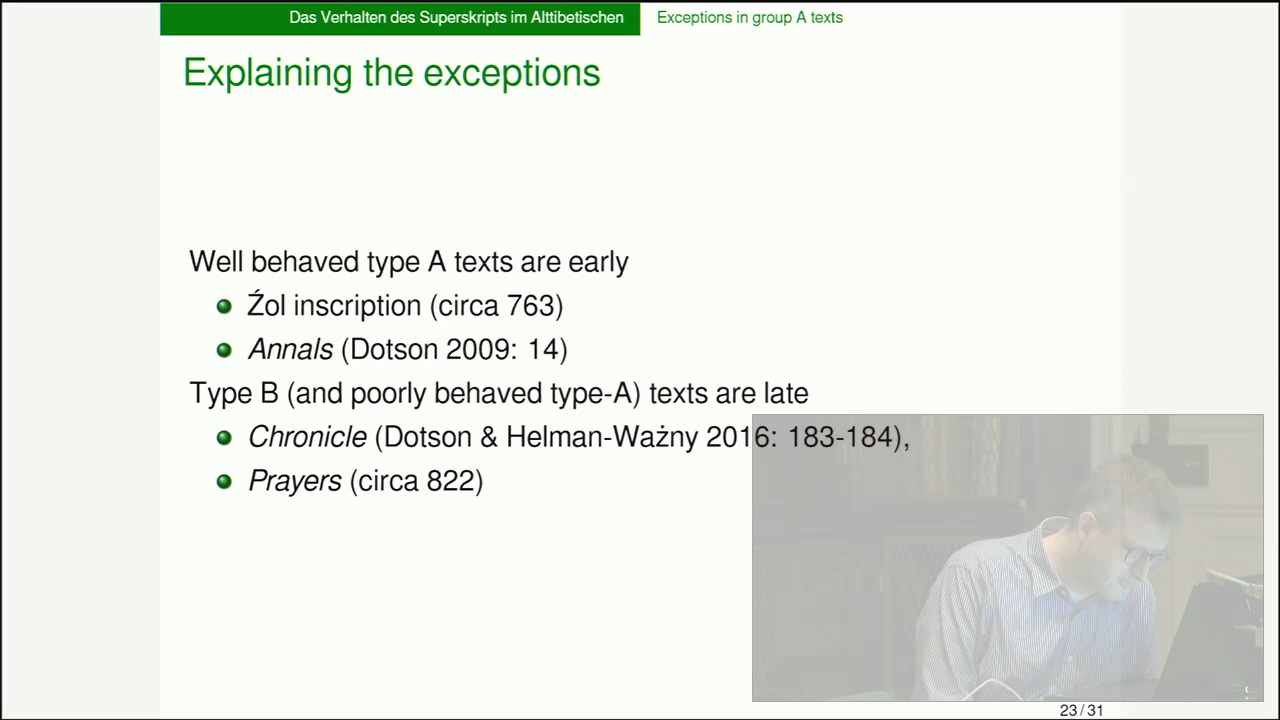 Das Verhalten des Superskripts im Alttibetischen
Exceptions in group A texts
Explaining the exceptions
Well behaved type A texts are early
Źol inscription (circa 763)
Annals (Dotson 2009: 14)
Type B (and poorly behaved type-A) texts are late
Chronicle (Dotson & Helman-Ważny 2016: 183-184),
Prayers (circa 822)
23 / 31